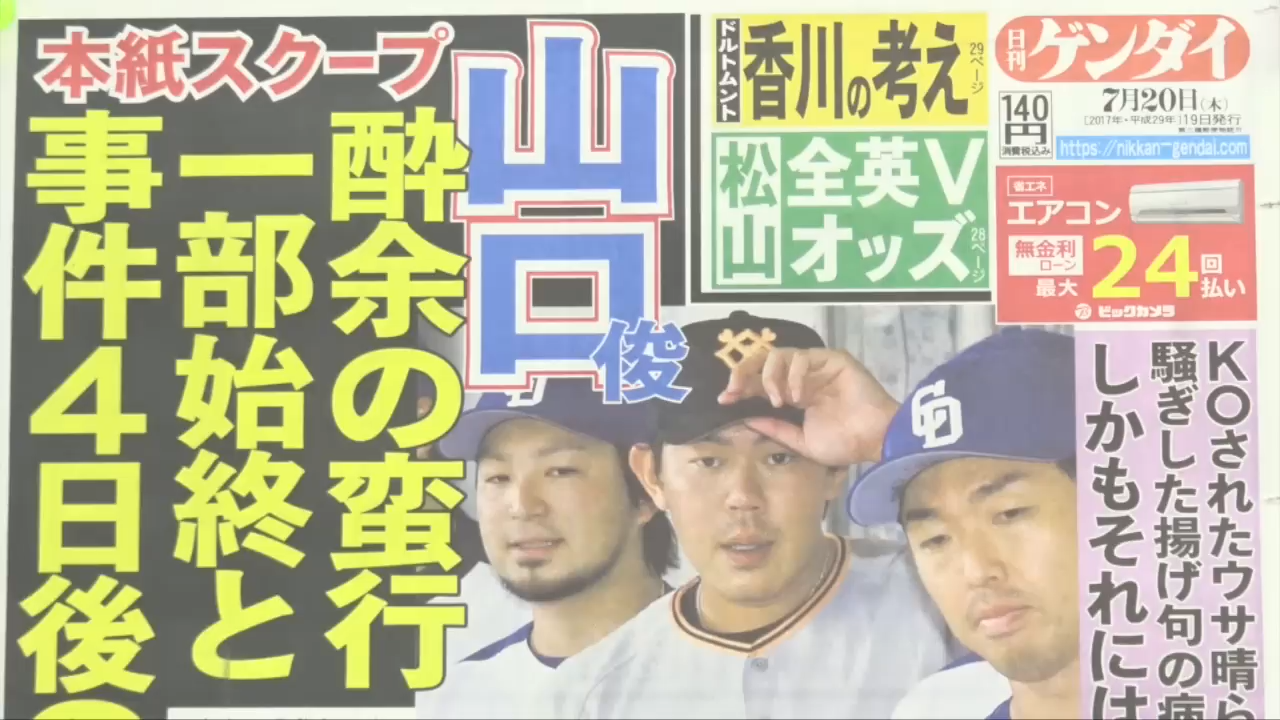 本紙スクープ
山口俊
酔余の蛮行
一部始終と
事件4日後
ドルトムント
香川の考え
29ページ
松山
全英V
オッズ
28ページ
日刊
ゲンダイ
140円
消費税込み
7月20日(木)
〔2017年・平成29年〕19日発行
https://nikkan-gendai.com
省エネ
エアコン
無金利
ローン
最大
24回
払い
ビックカメラ
KOされたウサ晴ら
騒ぎした揚げ句の病
しかもそれには